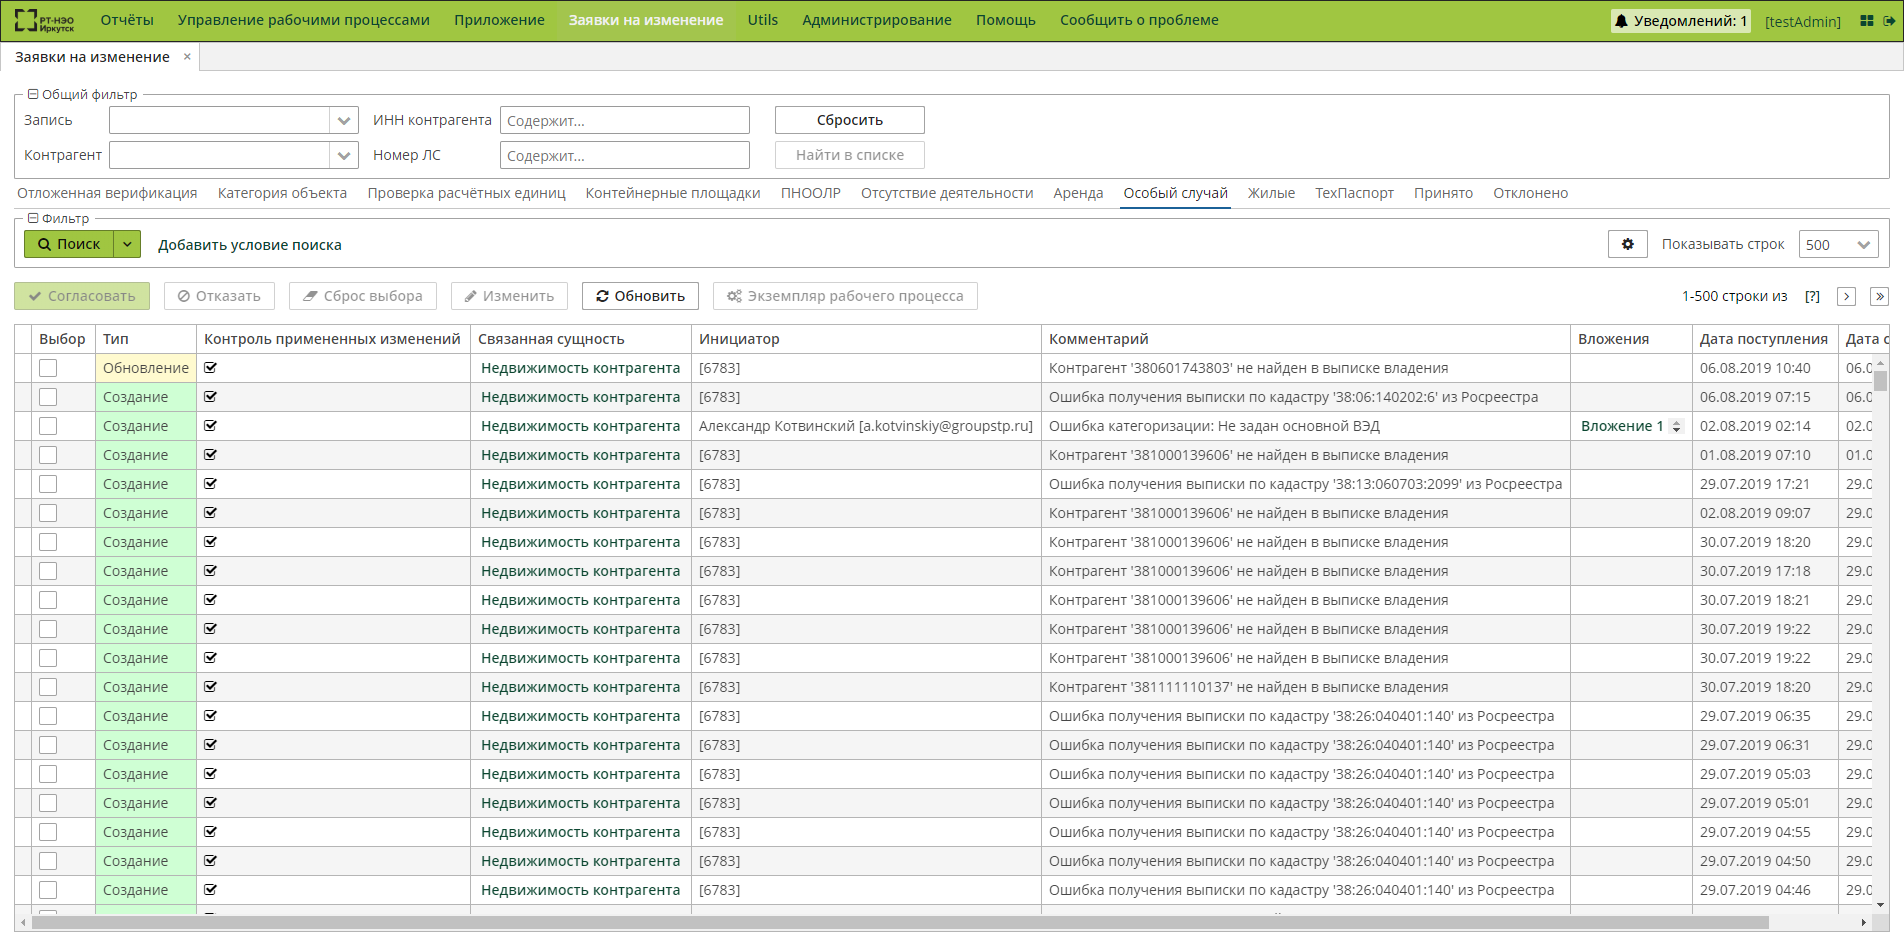 РТ-НЭО Иркутск Отчёты Управление рабочими процессами Приложение Заявки на изменение Utils Администрирование Помощь Сообщить о проблеме Уведомлений: 1 [testAdmin]
Заявки на изменение ×
Общий фильтр
Запись ИНН контрагента Содержит... Сбросить
Контрагент Номер ЛС Содержит... Найти в списке
Отложенная верификация Категория объекта Проверка расчётных единиц Контейнерные площадки ПНООЛР Отсутствие деятельности Аренда Особый случай Жилые ТехПаспорт Принято Отклонено
Фильтр
Поиск Добавить условие поиска Показывать строк 500
Согласовать Отказать Сброс выбора Изменить Обновить Экземпляр рабочего процесса 1-500 строки из [?]
Выбор Тип Контроль примененных изменений Связанная сущность Инициатор Комментарий Вложения Дата поступления Дата с
Обновление Недвижимость контрагента [6783] Контрагент '380601743803' не найден в выписке владения 06.08.2019 10:40 06.0
Создание Недвижимость контрагента [6783] Ошибка получения выписки по кадастру '38:06:140202:6' из Росреестра 06.08.2019 07:15 06.0
Создание Недвижимость контрагента Александр Котвинский [a.kotvinskiy@groupstp.ru] Ошибка категоризации: Не задан основной ВЭД Вложение 1 02.08.2019 02:14 02.0
Создание Недвижимость контрагента [6783] Контрагент '381000139606' не найден в выписке владения 01.08.2019 07:10 01.0
Создание Недвижимость контрагента [6783] Ошибка получения выписки по кадастру '38:13:060703:2099' из Росреестра 29.07.2019 17:21 29.0
Создание Недвижимость контрагента [6783] Контрагент '381000139606' не найден в выписке владения 02.08.2019 09:07 29.0
Создание Недвижимость контрагента [6783] Контрагент '381000139606' не найден в выписке владения 30.07.2019 18:20 29.0
Создание Недвижимость контрагента [6783] Контрагент '381000139606' не найден в выписке владения 30.07.2019 17:18 29.0
Создание Недвижимость контрагента [6783] Контрагент '381000139606' не найден в выписке владения 30.07.2019 18:21 29.0
Создание Недвижимость контрагента [6783] Контрагент '381000139606' не найден в выписке владения 30.07.2019 19:22 29.0
Создание Недвижимость контрагента [6783] Контрагент '381000139606' не найден в выписке владения 30.07.2019 19:22 29.0
Создание Недвижимость контрагента [6783] Контрагент '381111110137' не найден в выписке владения 30.07.2019 18:20 29.0
Создание Недвижимость контрагента [6783] Ошибка получения выписки по кадастру '38:26:040401:140' из Росреестра 29.07.2019 06:35 29.0
Создание Недвижимость контрагента [6783] Ошибка получения выписки по кадастру '38:26:040401:140' из Росреестра 29.07.2019 06:31 29.0
Создание Недвижимость контрагента [6783] Ошибка получения выписки по кадастру '38:26:040401:140' из Росреестра 29.07.2019 05:03 29.0
Создание Недвижимость контрагента [6783] Ошибка получения выписки по кадастру '38:26:040401:140' из Росреестра 29.07.2019 05:01 29.0
Создание Недвижимость контрагента [6783] Ошибка получения выписки по кадастру '38:26:040401:140' из Росреестра 29.07.2019 04:55 29.0
Создание Недвижимость контрагента [6783] Ошибка получения выписки по кадастру '38:26:040401:140' из Росреестра 29.07.2019 04:50 29.0
Создание Недвижимость контрагента [6783] Ошибка получения выписки по кадастру '38:26:040401:140' из Росреестра 29.07.2019 04:46 29.0